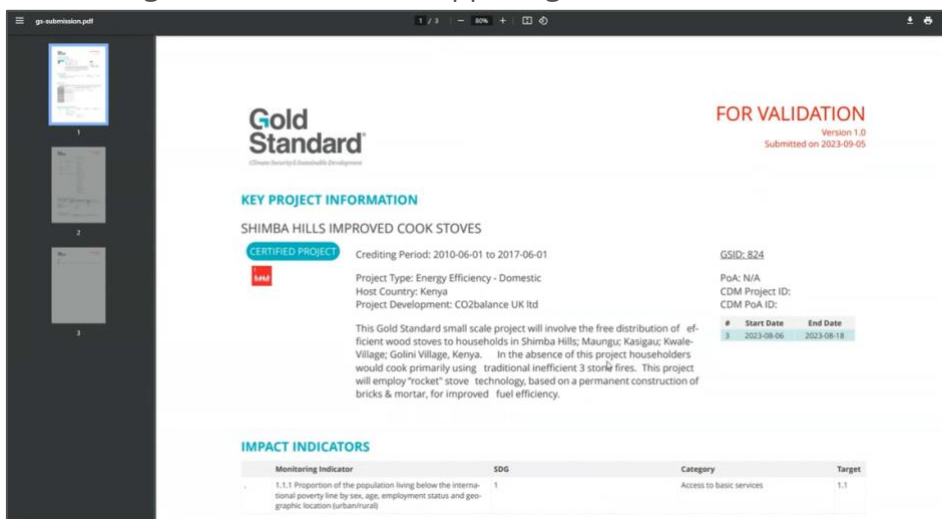 gs-submission.pdf
1 / 3
80%
1
2
3
Gold
Standard
Climate Security & Sustainable Development
FOR VALIDATION
Version 1.0
Submitted on 2023-09-05
KEY PROJECT INFORMATION
SHIMBA HILLS IMPROVED COOK STOVES
CERTIFIED PROJECT
Crediting Period: 2010-06-01 to 2017-06-01
GSID: 824
Project Type: Energy Efficiency - Domestic
Host Country: Kenya
Project Development: CO2balance UK ltd
PoA: N/A
CDM Project ID:
CDM PoA ID:
# Start Date End Date
3 2023-08-06 2023-08-18
This Gold Standard small scale project will involve the free distribution of ef-
ficient wood stoves to households in Shimba Hills; Maungu; Kasigau; Kwale-
Village; Golini Village, Kenya. In the absence of this project householders
would cook primarily using traditional inefficient 3 stone fires. This project
will employ "rocket" stove technology, based on a permanent construction of
bricks & mortar, for improved fuel efficiency.
IMPACT INDICATORS
Monitoring Indicator SDG Category Target
1.1.1 Proportion of the population living below the interna- 1 Access to basic services 1.1
tional poverty line by sex, age, employment status and geo-
graphic location (urban/rural)